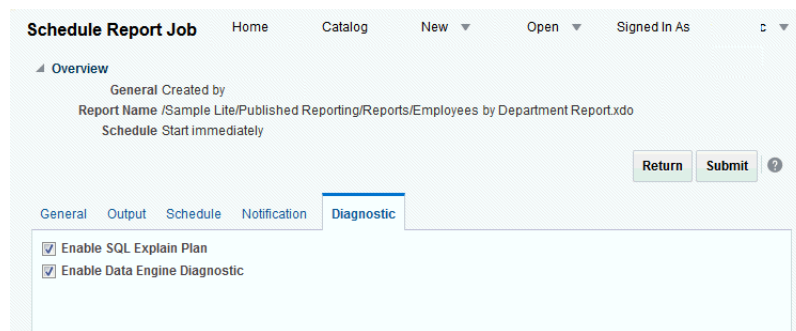 Schedule Report Job Home Catalog New Open Signed In As c
Overview
General Created by
Report Name /Sample Lite/Published Reporting/Reports/Employees by Department Report.xdo
Schedule Start immediately
Return Submit ?
General Output Schedule Notification Diagnostic
Enable SQL Explain Plan
Enable Data Engine Diagnostic